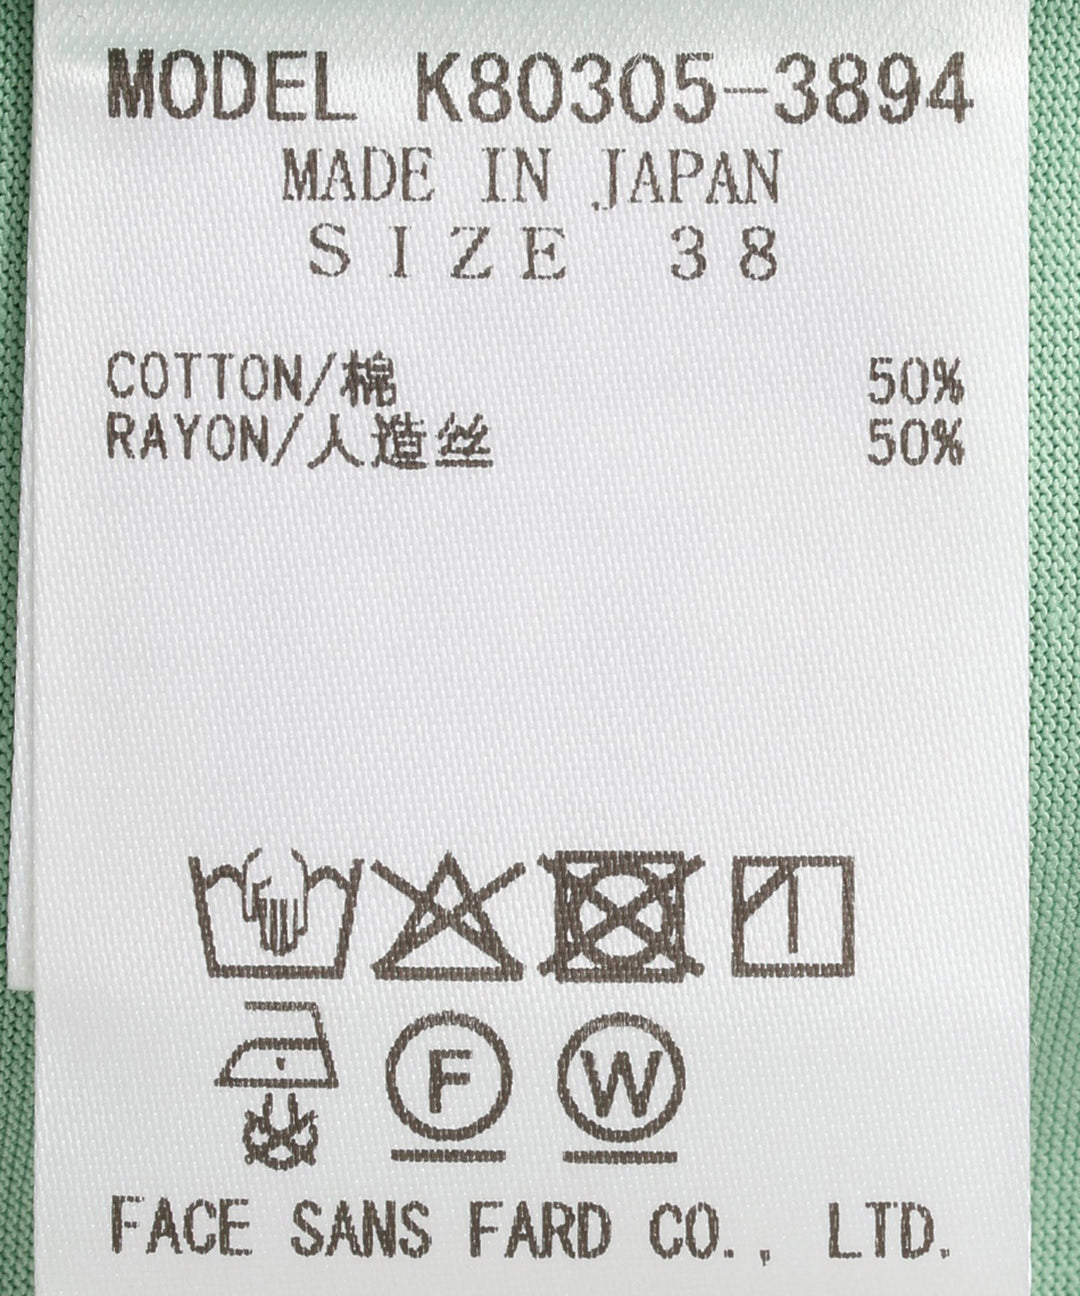 MODEL K80305-3894
MADE IN JAPAN
SIZE 38
COTTON/棉 50%
RAYON/人造丝 50%
F W
FACE SANS FARD CO., LTD.